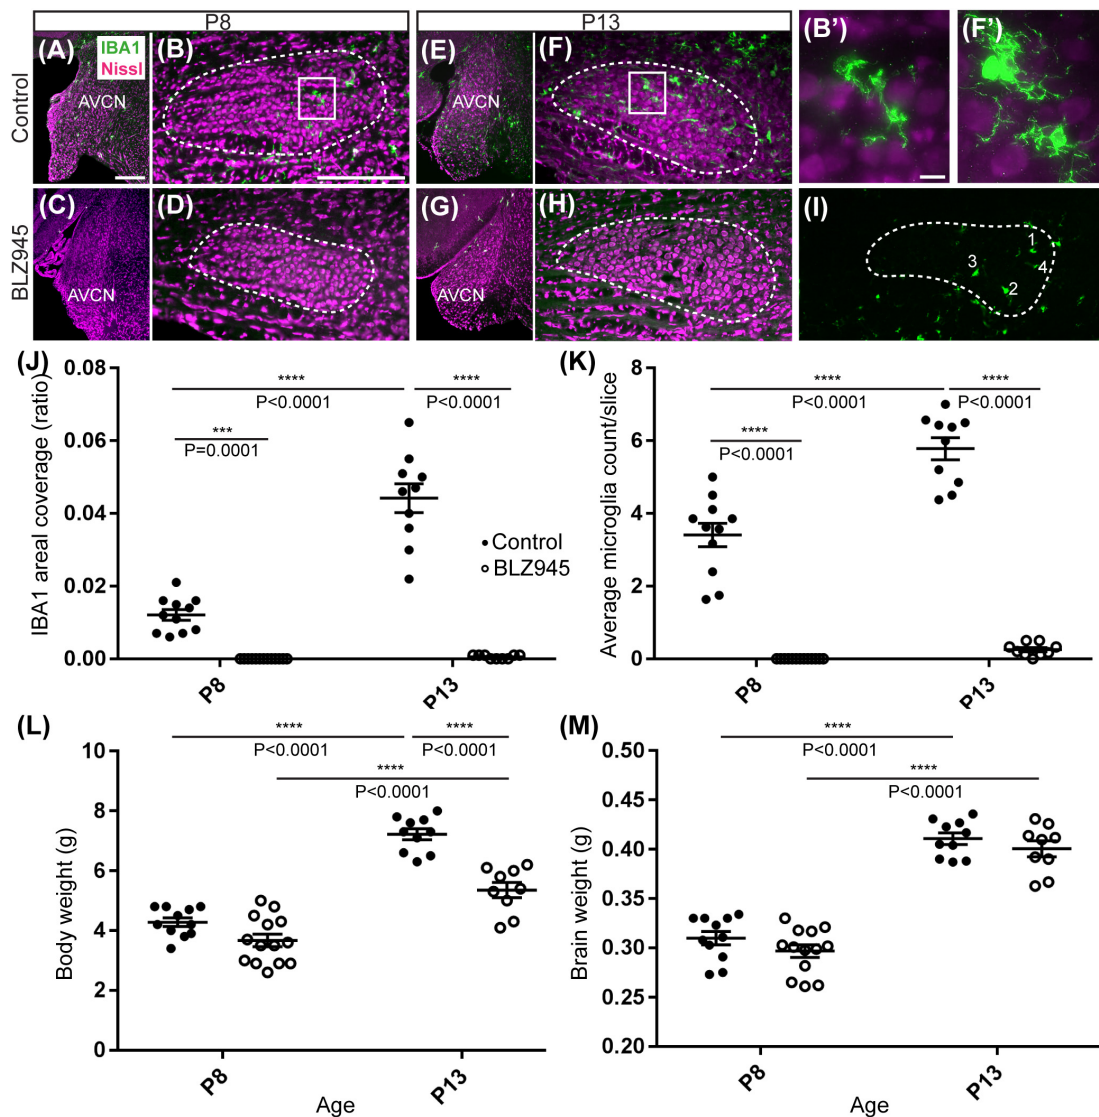 P8 P13
(A) IBA1 Nissl (B) (E) (F) (B') (F')
AVCN AVCN
Control
(C) (D) (G) (H) (I)
1
3
4
2
BLZ945
AVCN AVCN
(J)
IBA1 areal coverage (ratio)
0.08
0.06
0.04
0.02
0.00
****
P<0.0001
****
P<0.0001
***
P=0.0001
Control
BLZ945
P8
P13
(K)
Average microglia count/slice
8
6
4
2
0
****
P<0.0001
****
P<0.0001
****
P<0.0001
P8
P13
(L)
Body weight (g)
10
8
6
4
2
0
****
P<0.0001
****
P<0.0001
****
P<0.0001
P8
P13
Age
(M)
Brain weight (g)
0.50
0.45
0.40
0.35
0.30
0.25
0.20
****
P<0.0001
****
P<0.0001
P8
P13
Age